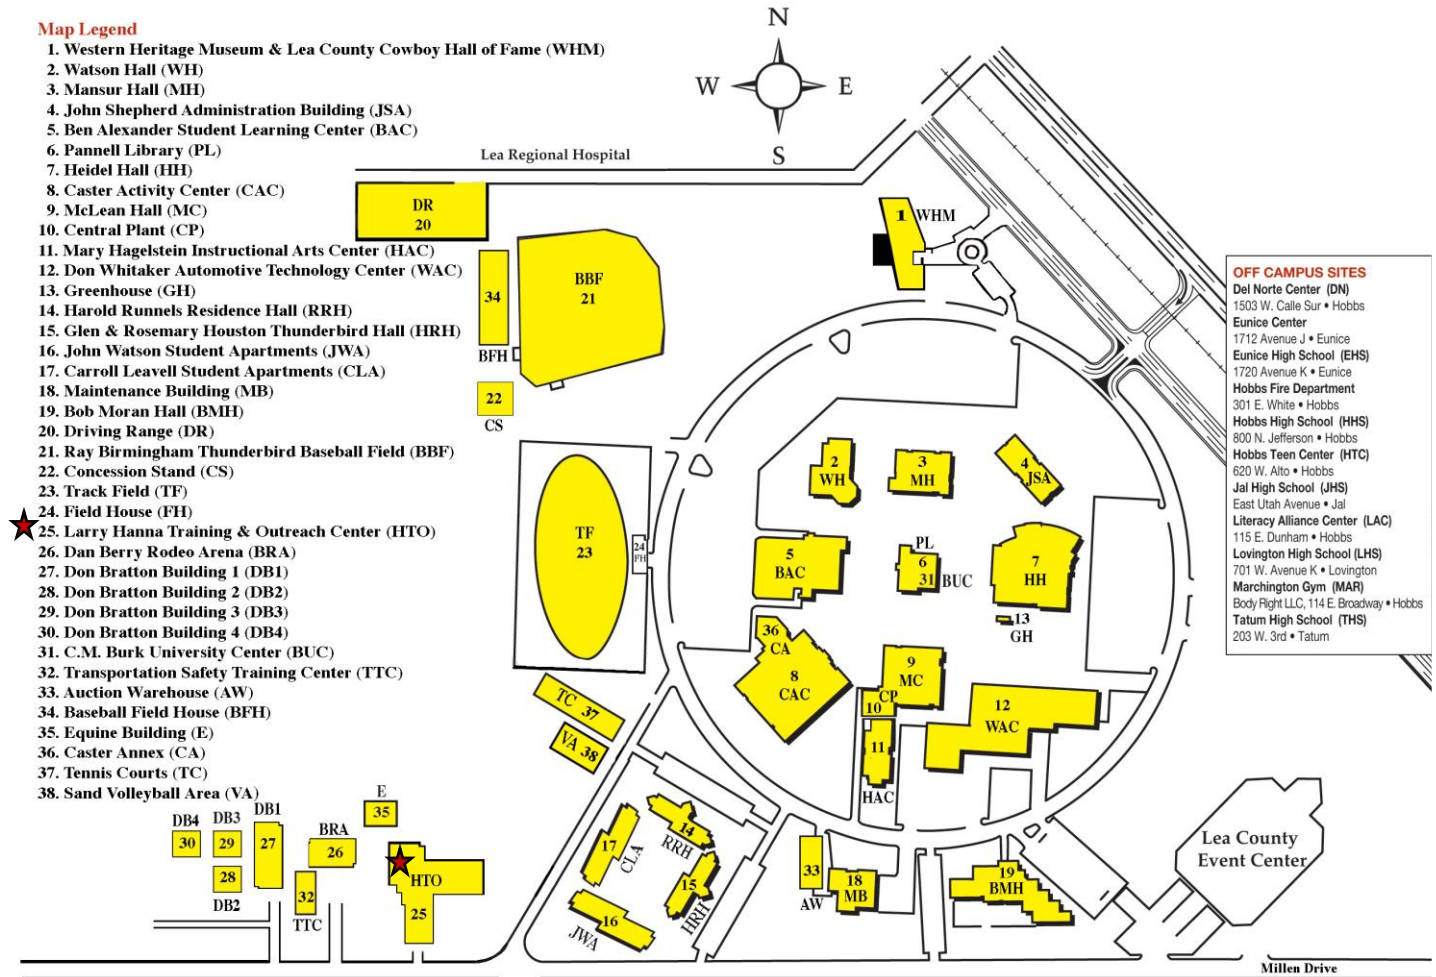 Map Legend
1. Western Heritage Museum & Lea County Cowboy Hall of Fame (WHM)
2. Watson Hall (WH)
3. Mansur Hall (MH)
4. John Shepherd Administration Building (JSA)
5. Ben Alexander Student Learning Center (BAC)
6. Pannell Library (PL)
7. Heidel Hall (HH)
8. Caster Activity Center (CAC)
9. McLean Hall (MC)
10. Central Plant (CP)
11. Mary Hagelstein Instructional Arts Center (HAC)
12. Don Whitaker Automotive Technology Center (WAC)
13. Greenhouse (GH)
14. Harold Runnels Residence Hall (RRH)
15. Glen & Rosemary Houston Thunderbird Hall (HRH)
16. John Watson Student Apartments (JWA)
17. Carroll Leavell Student Apartments (CLA)
18. Maintenance Building (MB)
19. Bob Moran Hall (BMH)
20. Driving Range (DR)
21. Ray Birmingham Thunderbird Baseball Field (BBF)
22. Concession Stand (CS)
23. Track Field (TF)
24. Field House (FH)
25. Larry Hanna Training & Outreach Center (HTO)
26. Dan Berry Rodeo Arena (BRA)
27. Don Bratton Building 1 (DB1)
28. Don Bratton Building 2 (DB2)
29. Don Bratton Building 3 (DB3)
30. Don Bratton Building 4 (DB4)
31. C.M. Burk University Center (BUC)
32. Transportation Safety Training Center (TTC)
33. Auction Warehouse (AW)
34. Baseball Field House (BFH)
35. Equine Building (E)
36. Caster Annex (CA)
37. Tennis Courts (TC)
38. Sand Volleyball Area (VA)
N
W
E
S
Lea Regional Hospital
DR
20
34
BFH
BBF
21
22
CS
1 WHM
TF
23
24
FH
2
WH
3
MH
4
JSA
5
BAC
PL
6
31 BUC
7
HH
13
GH
36
CA
8
CAC
9
MC
CP
10
11
HAC
12
WAC
TC 37
VA 38
17
CLA
14
RRH
15
HRH
16
JWA
33
AW
18
MB
19
BMH
Lea County
Event Center
Millen Drive
DB4
30
DB3
29
28
DB2
DB1
27
BRA
26
32
TTC
E
35
HTO
25
OFF CAMPUS SITES
Del Norte Center (DN)
1503 W. Calle Sur • Hobbs
Eunice Center
1712 Avenue J • Eunice
Eunice High School (EHS)
1720 Avenue K • Eunice
Hobbs Fire Department
301 E. White • Hobbs
Hobbs High School (HHS)
800 N. Jefferson • Hobbs
Hobbs Teen Center (HTC)
620 W. Alto • Hobbs
Jal High School (JHS)
East Utah Avenue • Jal
Literacy Alliance Center (LAC)
115 E. Dunham • Hobbs
Lovington High School (LHS)
701 W. Avenue K • Lovington
Marchington Gym (MAR)
Body Right LLC, 114 E. Broadway • Hobbs
Tatum High School (THS)
203 W. 3rd • Tatum